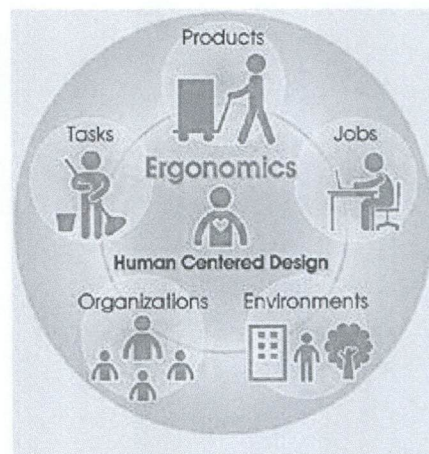 Products
Tasks
Jobs
Ergonomics
Human Centered Design
Organizations
Environments